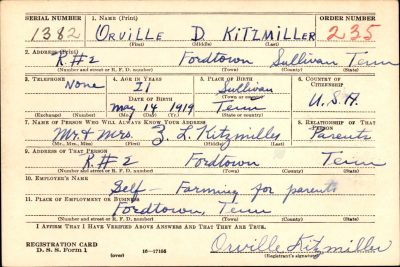 SERIAL NUMBER 1. NAME (Print) ORDER NUMBER
1382 ORVILLE D KITZMILLER 235
(First) (Middle) (Last)
2. ADDRESS (Print)
R.#2 Fordtown Sullivan Tenn
(Number and street or R. F. D. number) (Town) (County) (State)
3. TELEPHONE 4. AGE IN YEARS 5. PLACE OF BIRTH 6. COUNTRY OF CITIZENSHIP
None 21 Sullivan
(Town or county)
DATE OF BIRTH U.S.A.
May 14 1919 Tenn
(Exchange) (Number) (Mo.) (Day) (Yr.) (State or country)
7. NAME OF PERSON WHO WILL ALWAYS KNOW YOUR ADDRESS 8. RELATIONSHIP OF THAT PERSON
Mr. & Mrs. Z. L. Kitzmiller Parents
(Mr., Mrs., Miss) (First) (Middle) (Last)
9. ADDRESS OF THAT PERSON
R.#2 Fordtown Tenn
(Number and street or R. F. D. number) (Town) (County) (State)
10. EMPLOYER'S NAME
Self - Farming for parents
11. PLACE OF EMPLOYMENT OR BUSINESS
Fordtown, Tenn
(Number and street or R. F. D. number) (Town) (County) (State)
I AFFIRM THAT I HAVE VERIFIED ABOVE ANSWERS AND THAT THEY ARE TRUE.
REGISTRATION CARD
D. S. S. Form 1 (over) 16—17105 Orville Kitzmiller
(Registrant's signature)